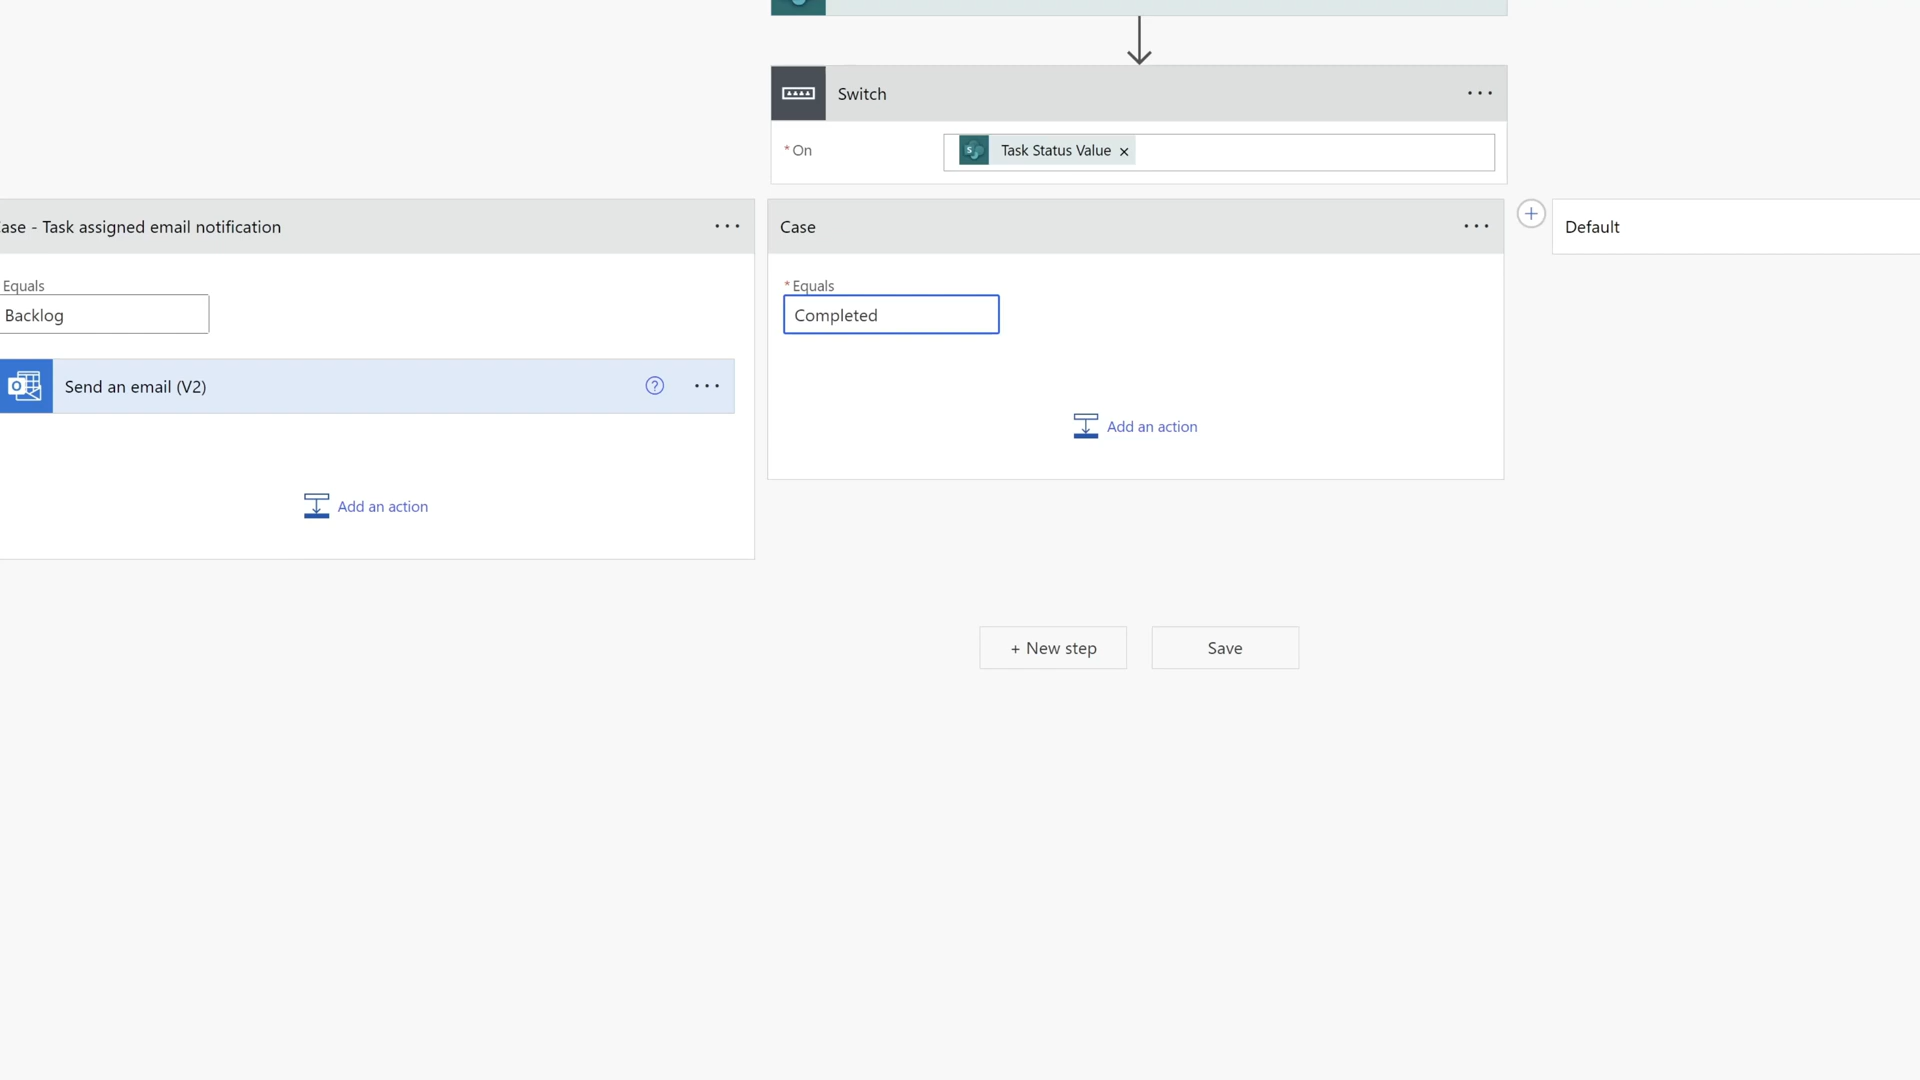 Switch
* On
Task Status Value ×
Case - Task assigned email notification
Equals
Backlog
Send an email (V2)
?
Add an action
Case
* Equals
Completed
Add an action
Default
+ New step
Save